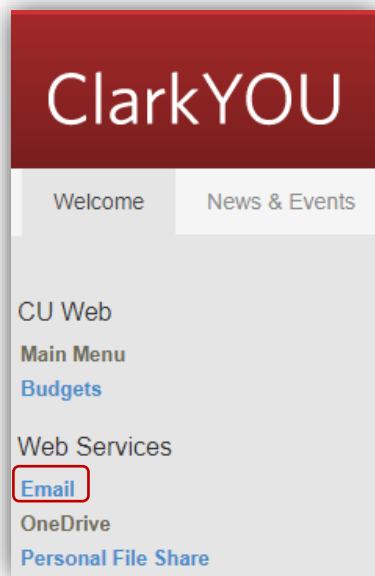 ClarkYOU
Welcome News & Events
CU Web
Main Menu
Budgets
Web Services
Email
OneDrive
Personal File Share